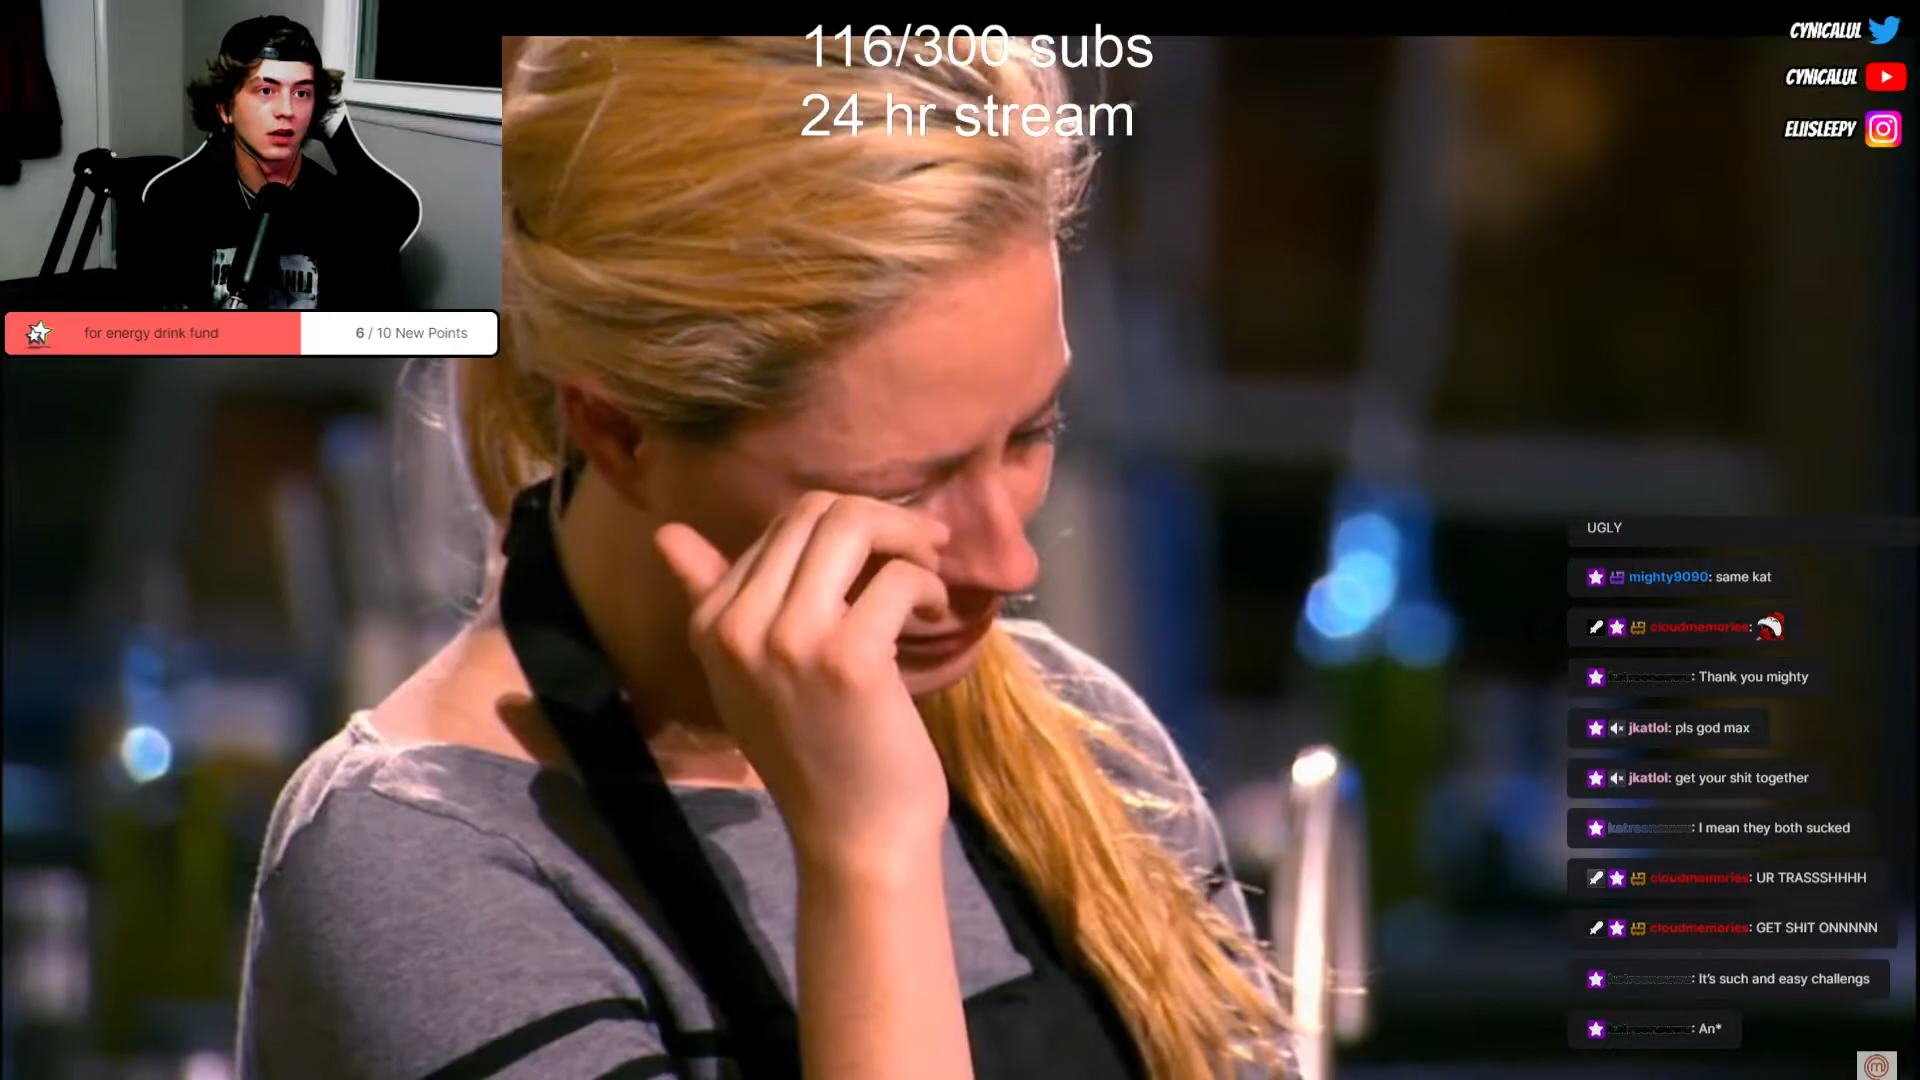 116/300 subs
24 hr stream
CYNICALUL
CYNICALUL
ELIISLEEPY
for energy drink fund
6 / 10 New Points
UGLY
mighty9090: same kat
cloudmemories:
: Thank you mighty
jkatlol: pls god max
jkatlol: get your shit together
: I mean they both sucked
cloudmemories: UR TRASSSHHHH
cloudmemories: GET SHIT ONNNNN
: It's such and easy challengs
: An*